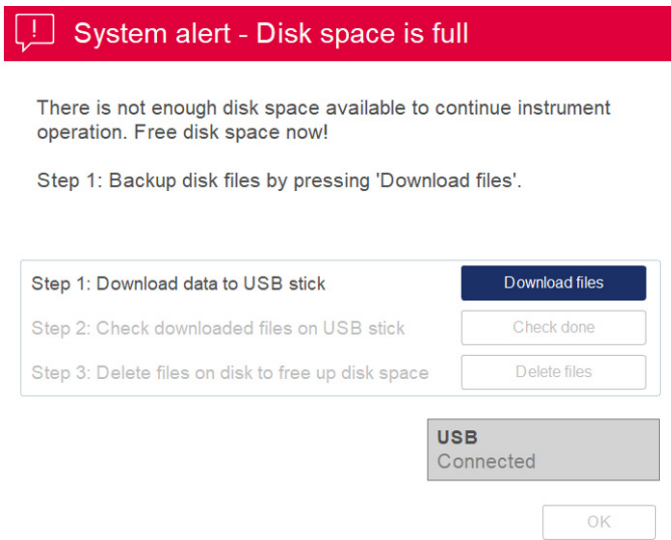 System alert - Disk space is full
There is not enough disk space available to continue instrument
operation. Free disk space now!
Step 1: Backup disk files by pressing 'Download files'.
Step 1: Download data to USB stick
Download files
Step 2: Check downloaded files on USB stick
Check done
Step 3: Delete files on disk to free up disk space
Delete files
USB
Connected
OK